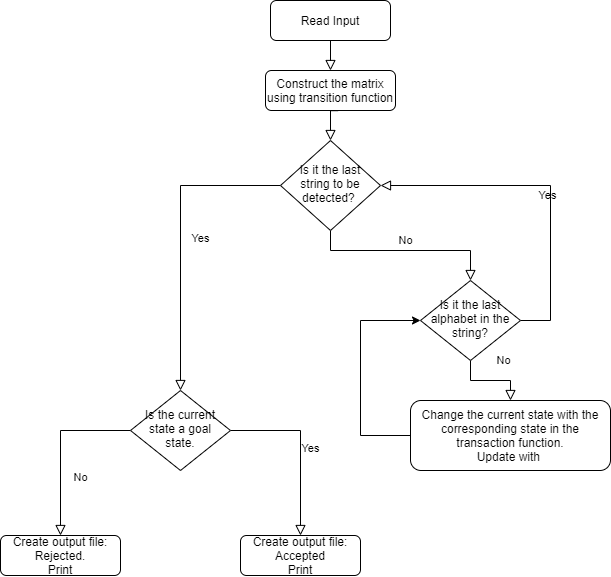 Read Input
Construct the matrix
using transition function
Is it the last
string to be
detected?
Yes
Yes
No
Is it the last
alphabet in the
string?
No
Is the current
state a goal
state.
Change the current state with the
corresponding state in the
transaction function.
Update with
Yes
No
Create output file:
Rejected.
Print
Create output file:
Accepted
Print